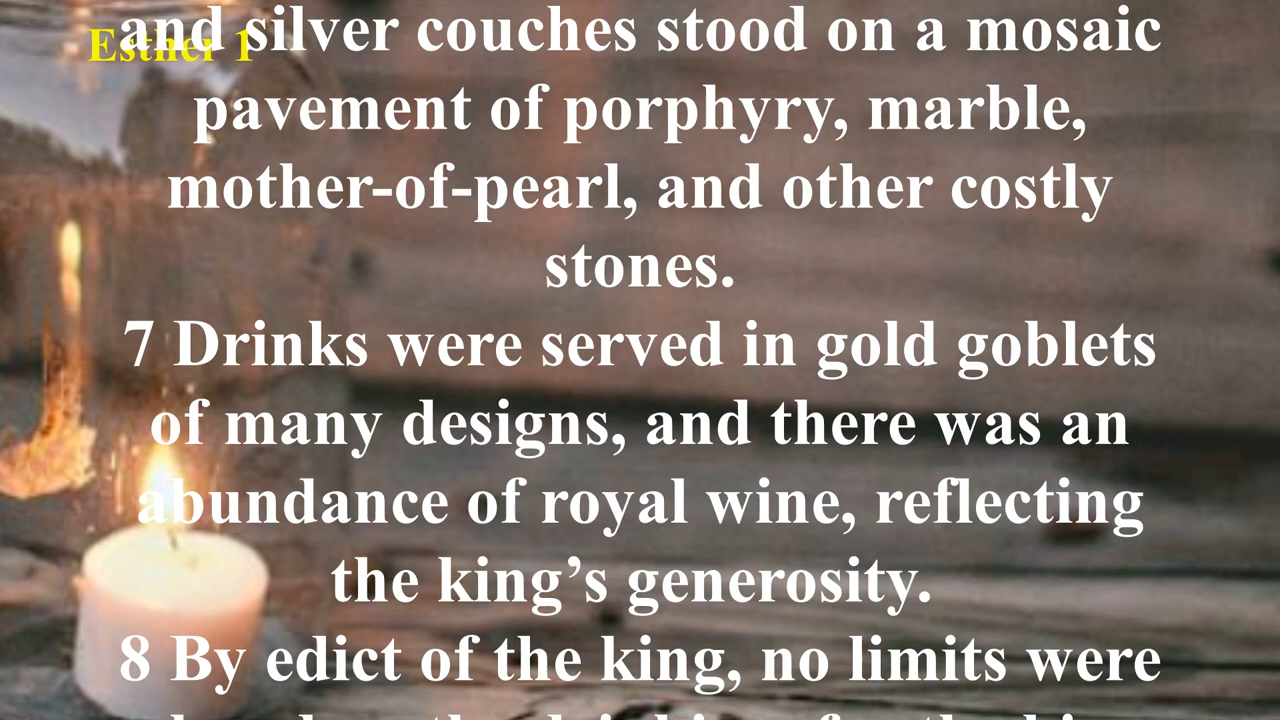 Esther 1
and silver couches stood on a mosaic
pavement of porphyry, marble,
mother-of-pearl, and other costly
stones.
7 Drinks were served in gold goblets
of many designs, and there was an
abundance of royal wine, reflecting
the king’s generosity.
8 By edict of the king, no limits were